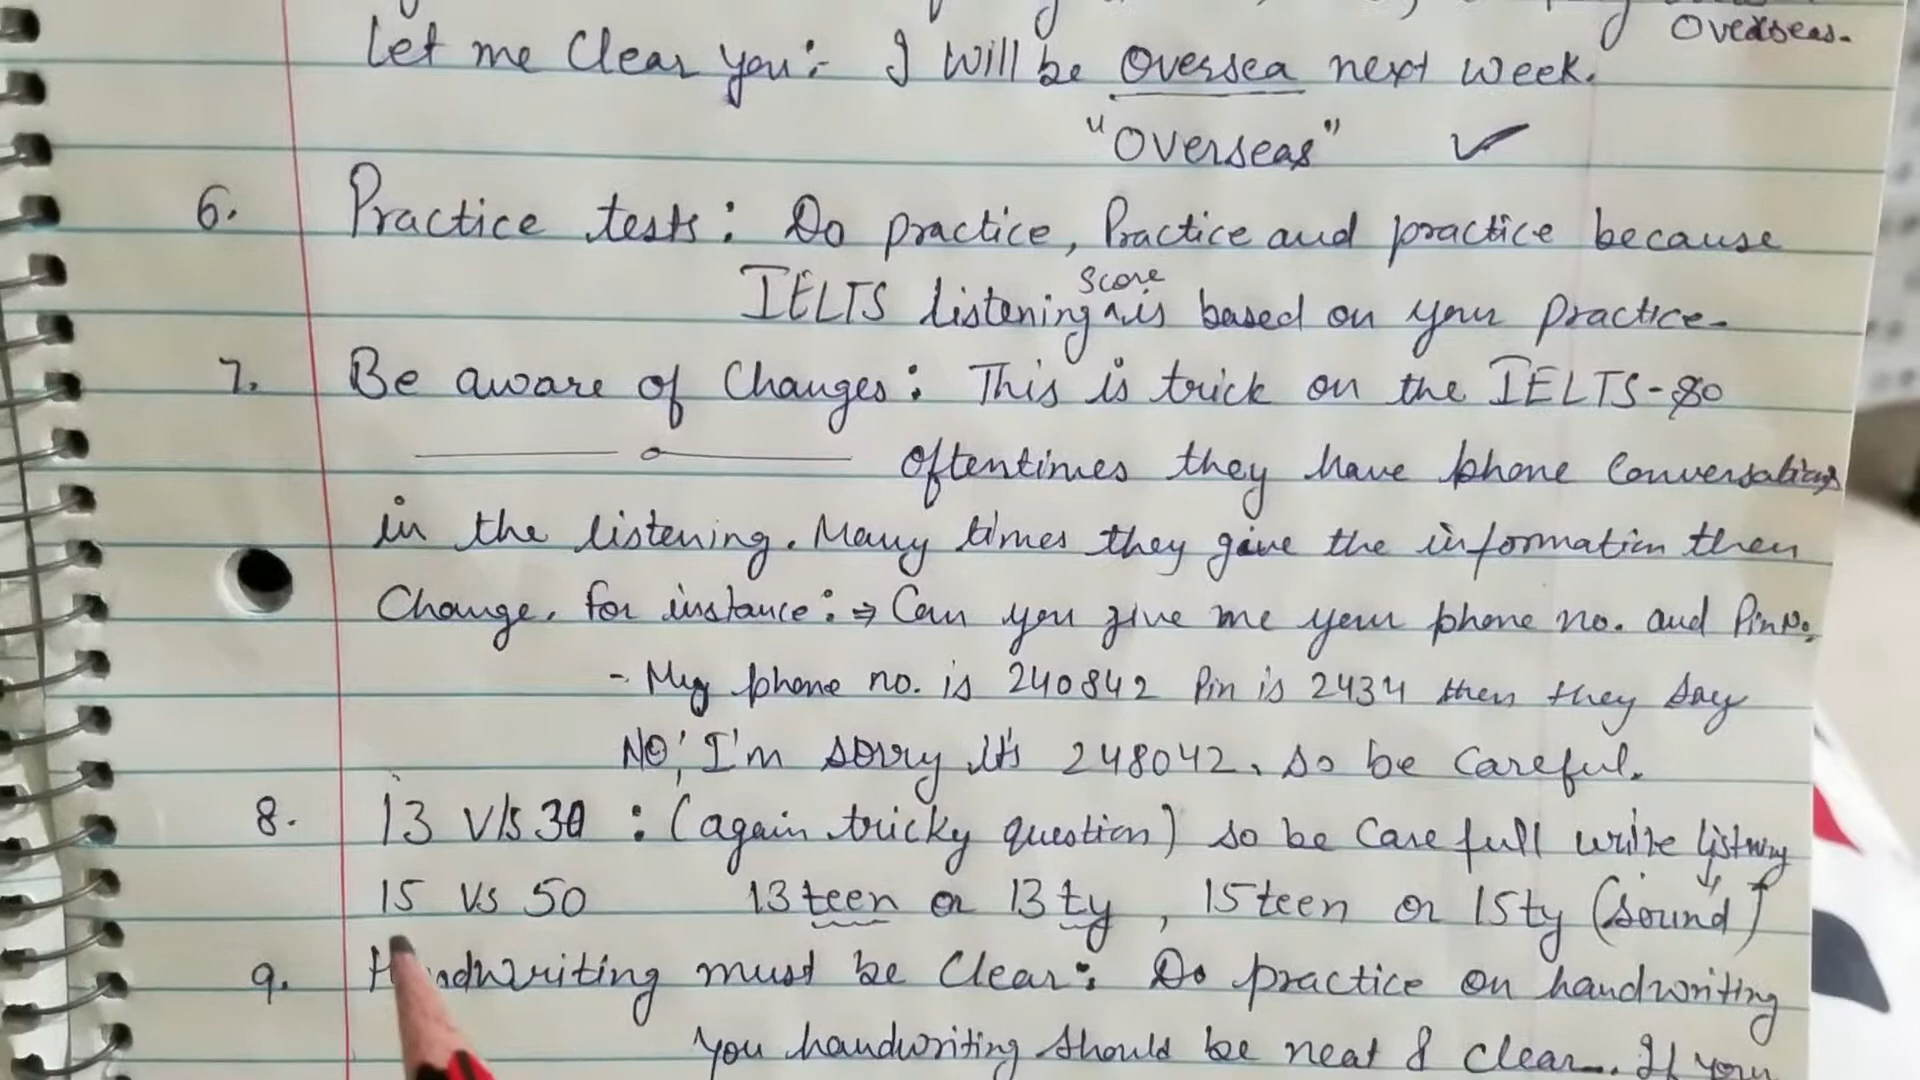 Overseas.
Let me Clear you:- I will be Oversea next week.
"Overseas" ✓
6. Practice tests: Do practice, Practice and practice because
IELTS listening score is based on your practice.
7. Be aware of Changes: This is trick on the IELTS-80
oftentimes they have phone Conversations
in the listening. Many times they give the information then
Change. for instance: ⇒ Can you give me your phone no. and Pin No.
- My phone no. is 240842 Pin is 2434 then they say
NO! I'm sorry it's 248042. So be Careful.
8. 13 V/s 30 : (again tricky question) so be Care full write
15 Vs 50 13teen or 13ty, 15teen or 15ty (sound)
9. Handwriting must be Clear: Do practice on handwriting
You handwriting should be neat & clear. If your